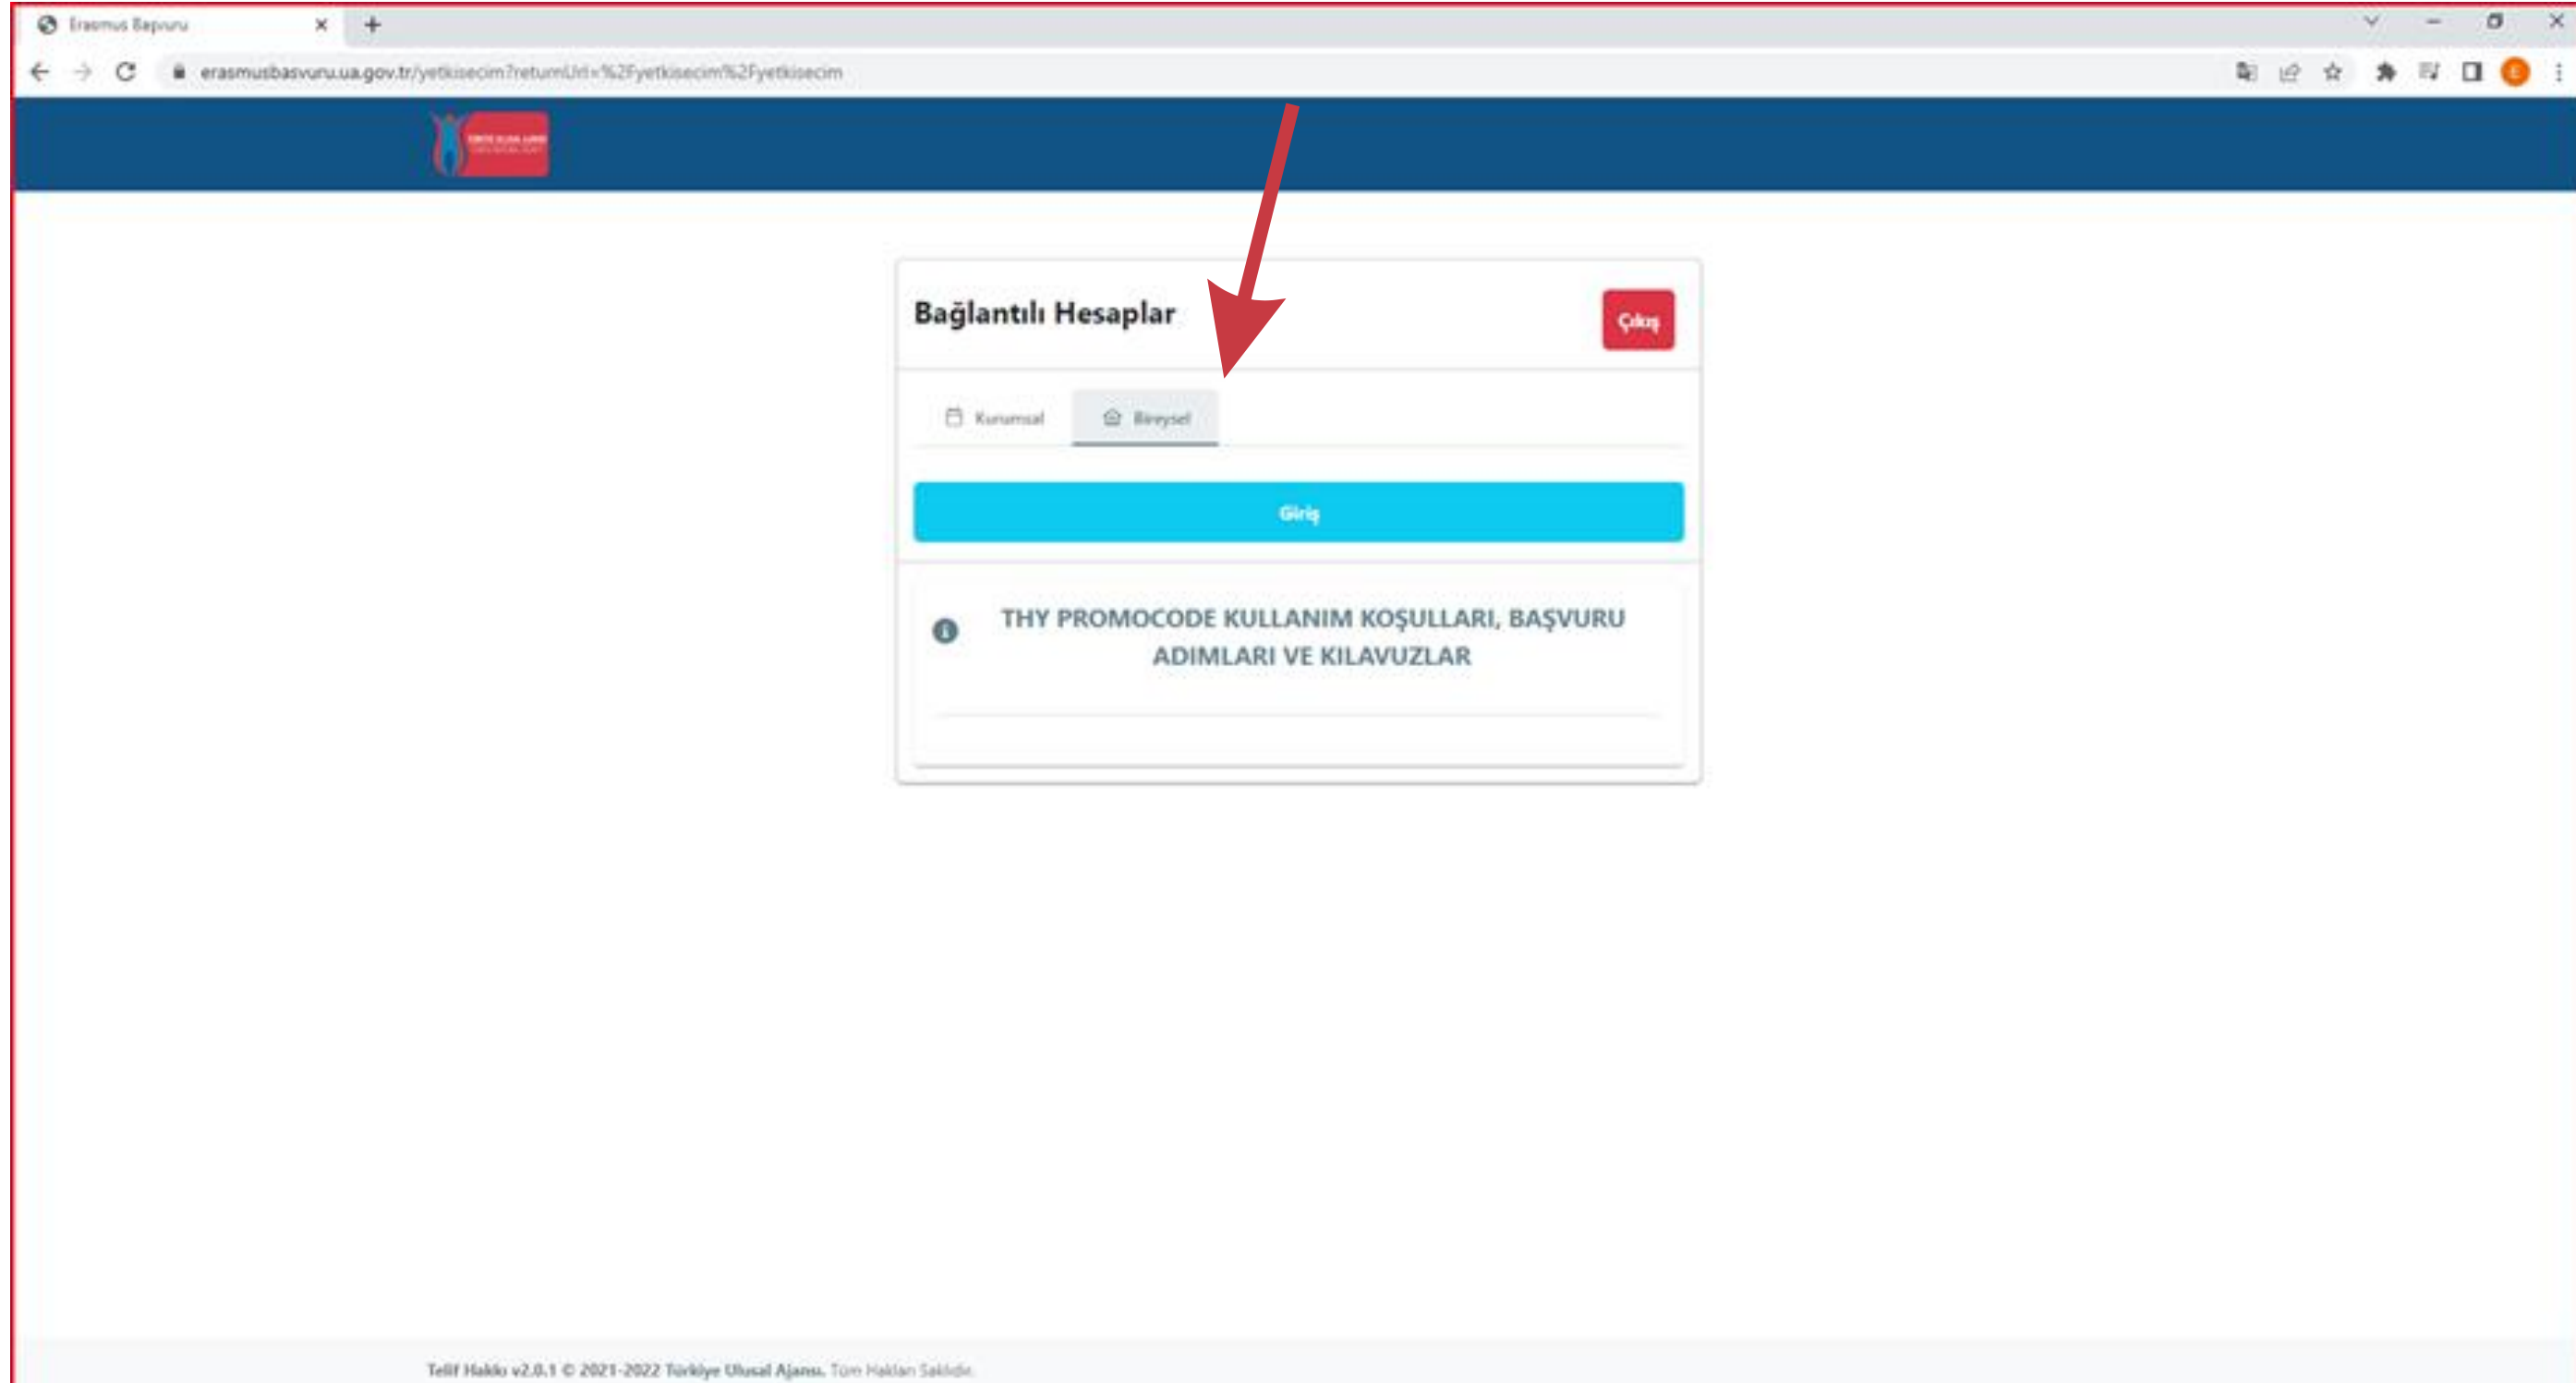 Erasmus Başvuru
erasmusbasvuru.ua.gov.tr/yetkisecim?returnUrl=%2Fyetkisecim%2Fyetkisecim
E
Bağlantılı Hesaplar
Çıkış
Kurumsal
Bireysel
Giriş
THY PROMOCODE KULLANIM KOŞULLARI, BAŞVURU
ADIMLARI VE KILAVUZLAR
Telif Hakkı v2.0.1 © 2021-2022 Türkiye Ulusal Ajansı. Tüm Hakları Saklıdır.